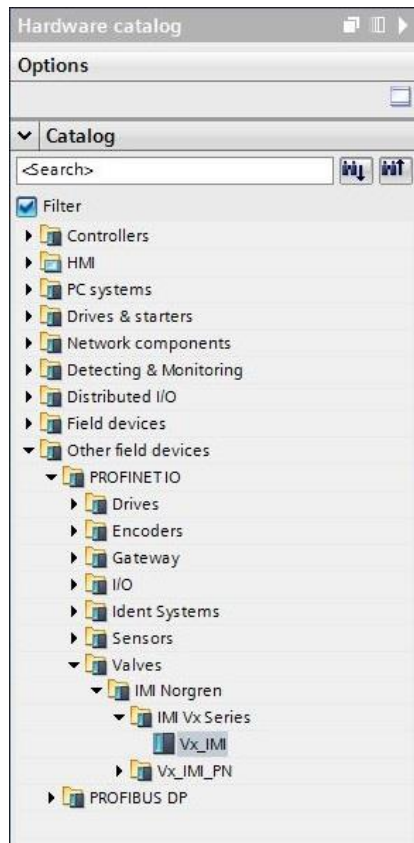 Hardware catalog
Options
Catalog
<Search>
Filter
Controllers
HMI
PC systems
Drives & starters
Network components
Detecting & Monitoring
Distributed I/O
Field devices
Other field devices
PROFINET IO
Drives
Encoders
Gateway
I/O
Ident Systems
Sensors
Valves
IMI Norgren
IMI Vx Series
Vx_IMI
Vx_IMI_PN
PROFIBUS DP